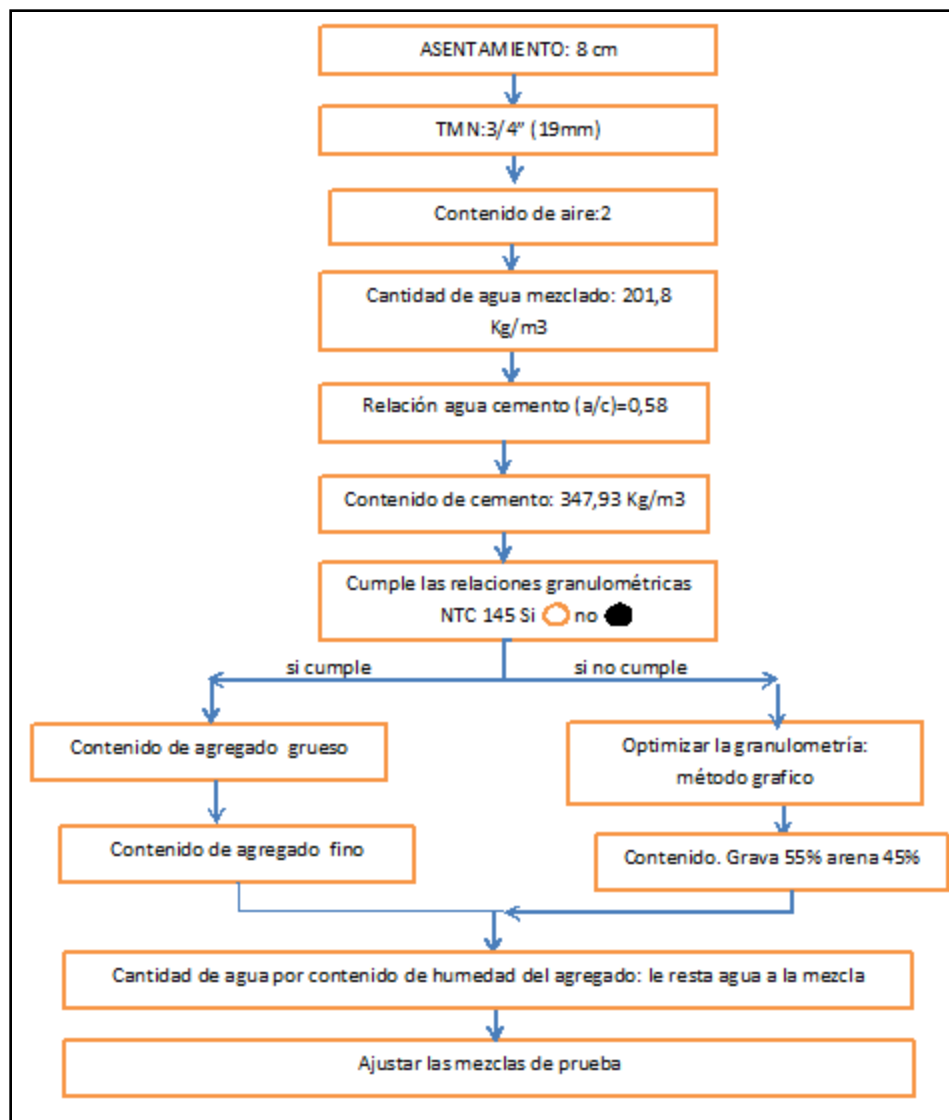 ASENTAMIENTO: 8 cm
TMN:3/4” (19mm)
Contenido de aire:2
Cantidad de agua mezclado: 201,8
Kg/m3
Relación agua cemento (a/c)=0,58
Contenido de cemento: 347,93 Kg/m3
Cumple las relaciones granulométricas
NTC 145 Si no
si cumple
si no cumple
Contenido de agregado grueso
Optimizar la granulometría:
método grafico
Contenido de agregado fino
Contenido. Grava 55% arena 45%
Cantidad de agua por contenido de humedad del agregado: le resta agua a la mezcla
Ajustar las mezclas de prueba